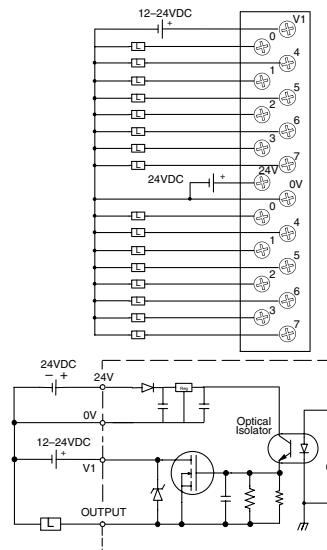 12–24VDC
V1
L
0
L
4
L
1
L
5
L
2
L
6
L
3
L
7
24VDC
24V
0V
L
0
L
4
L
1
L
5
L
2
L
6
L
3
L
7
24VDC
24V
Reg
0V
Optical
Isolator
12–24VDC
V1
OUTPUT
L